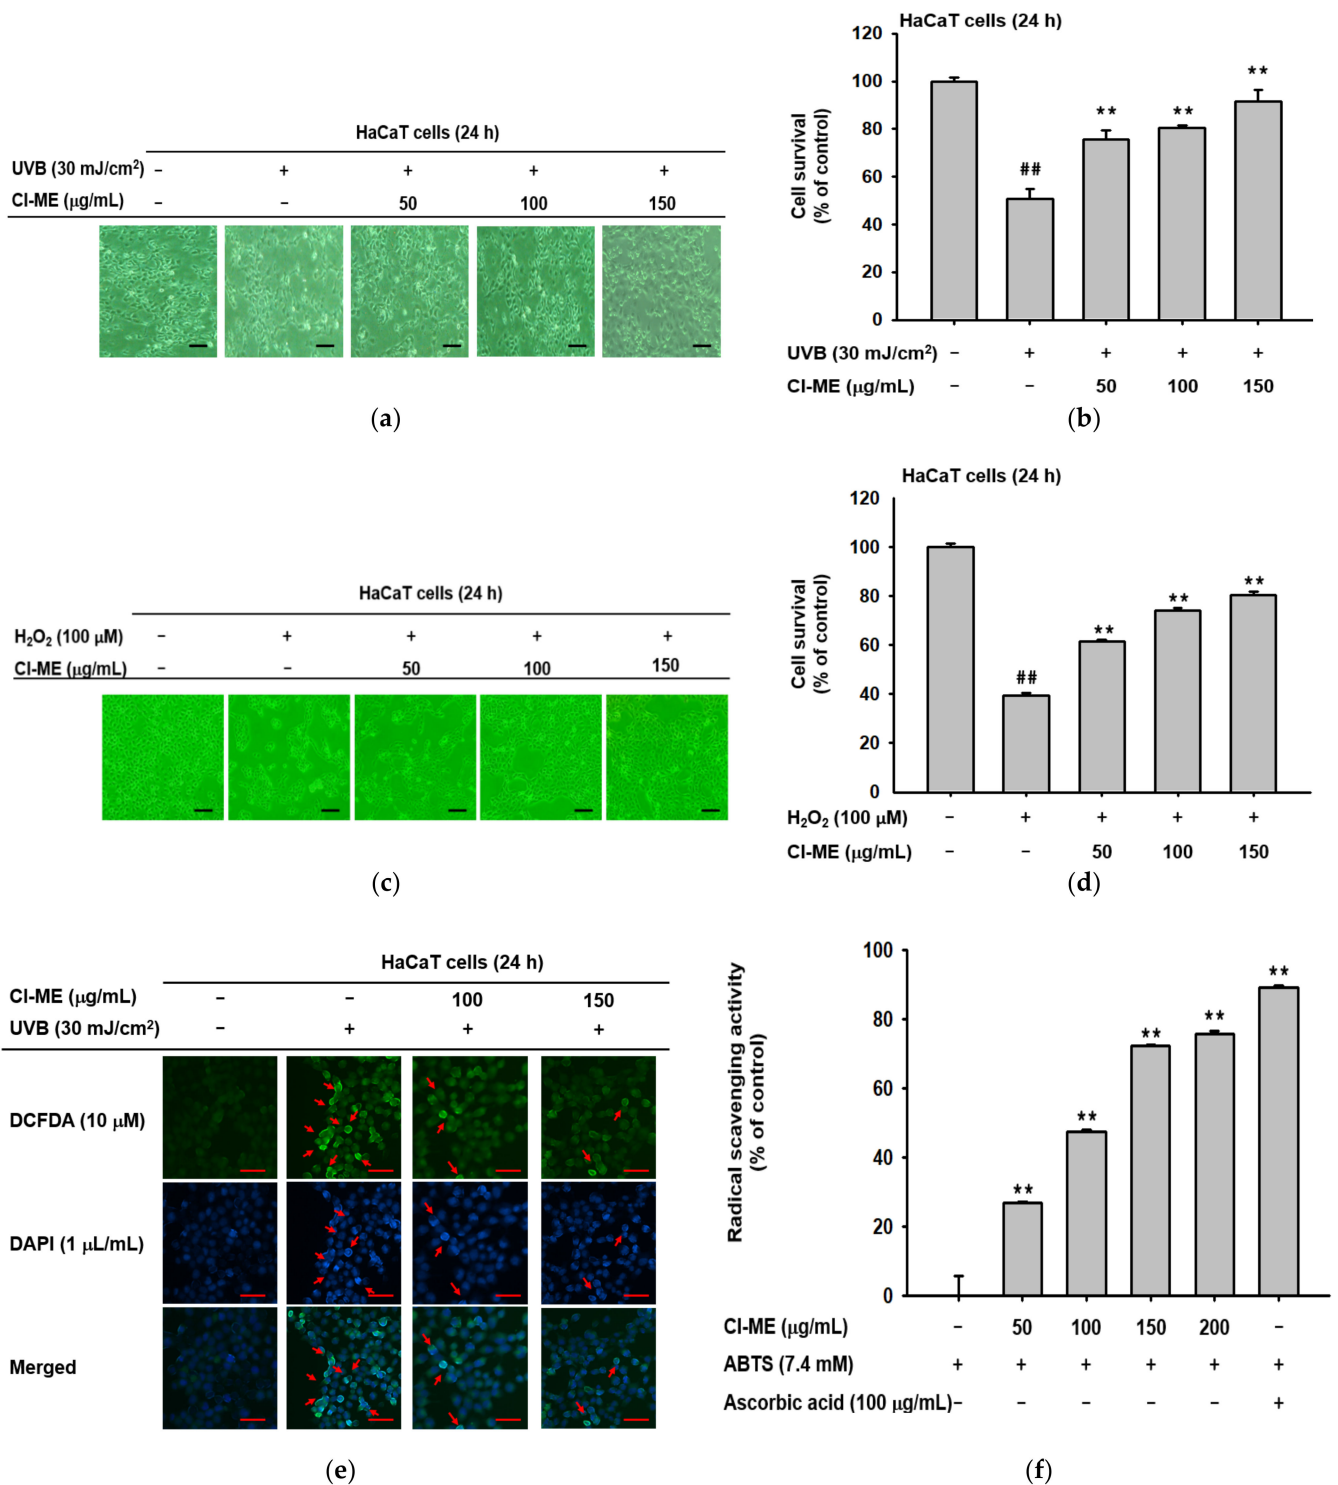 HaCaT cells (24 h)
UVB (30 mJ/cm²) − + + + +
CI-ME (μg/mL) − − 50 100 150
(a)
HaCaT cells (24 h)
Cell survival
(% of control)
120
100
80
60
40
20
0
##
**
**
**
UVB (30 mJ/cm²) − + + + +
CI-ME (μg/mL) − − 50 100 150
(b)
HaCaT cells (24 h)
H₂O₂ (100 μM) − + + + +
CI-ME (μg/mL) − − 50 100 150
(c)
HaCaT cells (24 h)
Cell survival
(% of control)
120
100
80
60
40
20
0
##
**
**
**
H₂O₂ (100 μM) − + + + +
CI-ME (μg/mL) − − 50 100 150
(d)
HaCaT cells (24 h)
CI-ME (μg/mL) − − 100 150
UVB (30 mJ/cm²) − + + +
DCFDA (10 μM)
DAPI (1 μL/mL)
Merged
(e)
Radical scavenging activity
(% of control)
100
80
60
40
20
0
**
**
**
**
**
CI-ME (μg/mL) − 50 100 150 200 −
ABTS (7.4 mM) + + + + + +
Ascorbic acid (100 μg/mL) − − − − − +
(f)